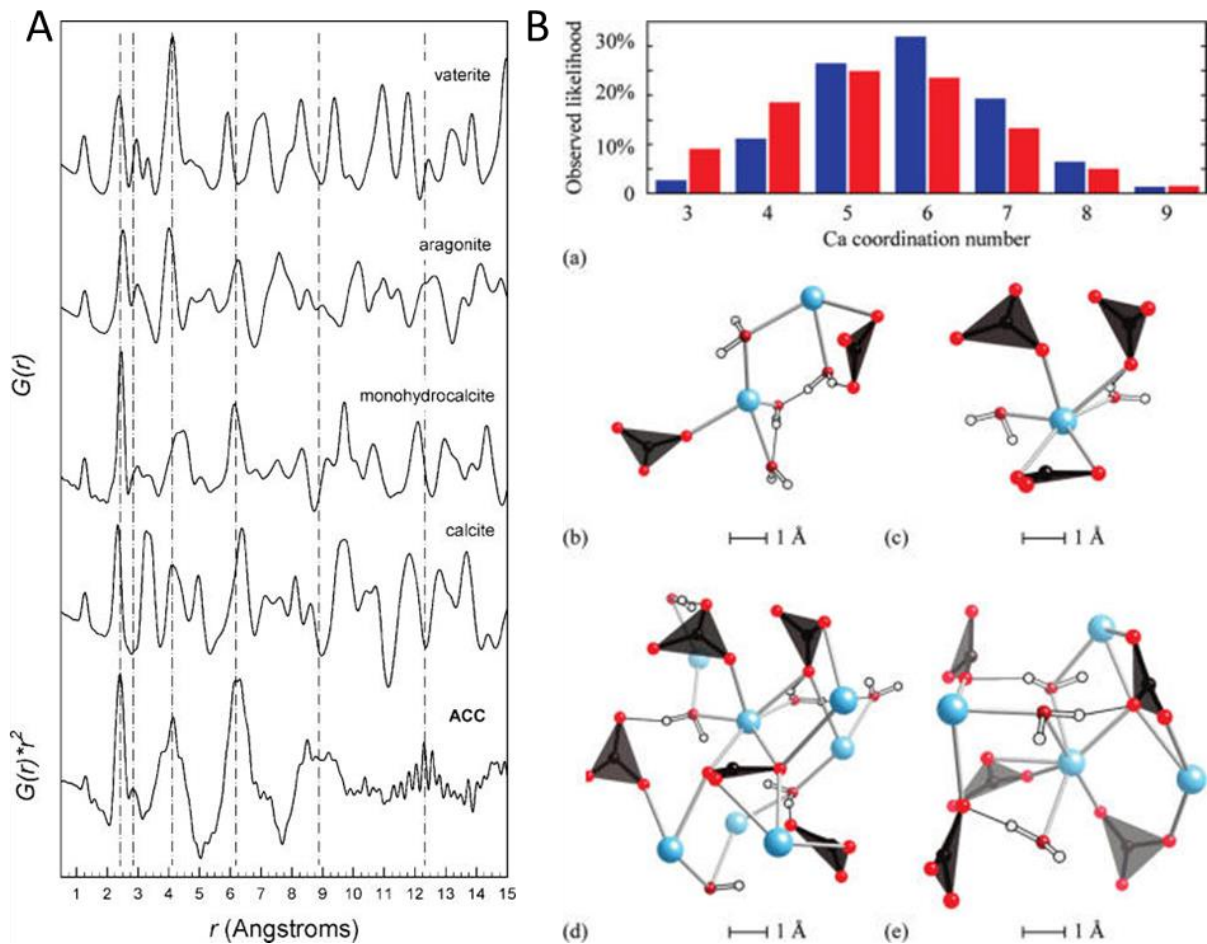 A
vaterite
aragonite
monohydrocalcite
calcite
ACC
G(r)
G(r)*r²
1 2 3 4 5 6 7 8 9 10 11 12 13 14 15
r (Angstroms)
B
Observed likelihood
30%
20%
10%
0
3 4 5 6 7 8 9
Ca coordination number
(a)
(b) 1 Å
(c) 1 Å
(d) 1 Å
(e) 1 Å